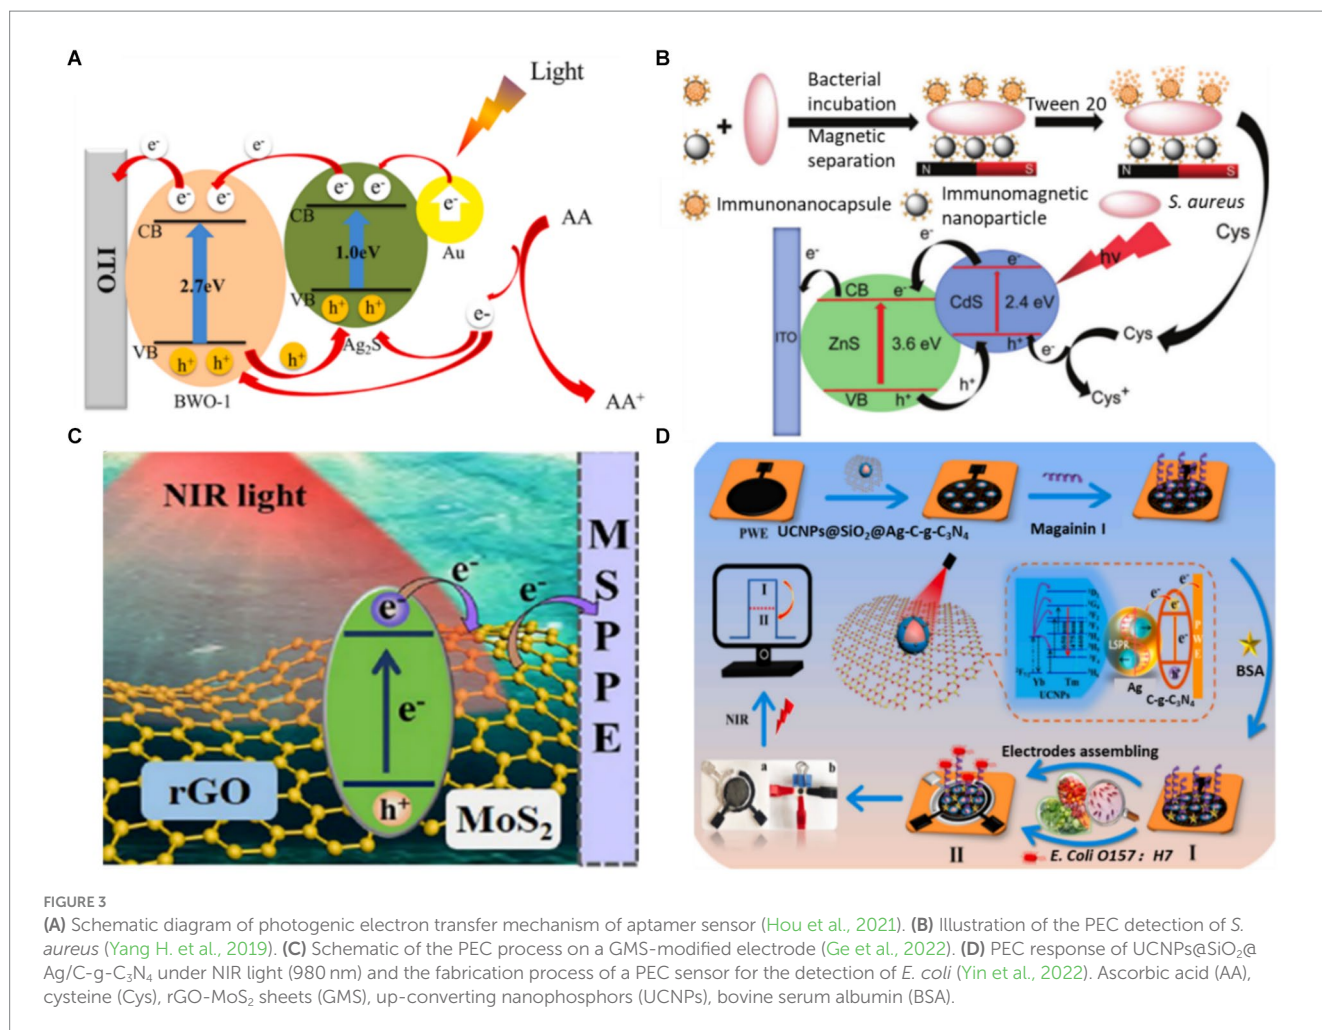 A
Light
e⁻
e⁻
e⁻ e⁻
e⁻ e⁻
e⁻
CB
CB
Au
AA
1.0eV
2.7eV
ITO
VB
h⁺ h⁺
e-
VB
h⁺ h⁺
h⁺
Ag₂S
BWO-1
AA⁺
B
Bacterial
incubation
Tween 20
+
Magnetic
separation
N S
N S
Immunonanocapsule
Immunomagnetic
nanoparticle
S. aureus
Cys
e⁻
e⁻
hν
e⁻
CB e⁻
CdS 2.4 eV
ITO
ZnS 3.6 eV
h⁺
e⁻
Cys
h⁺
VB h⁺
Cys⁺
C
NIR light
MSPPE
e⁻
e⁻
e⁻
e⁻
rGO
h⁺
MoS₂
D
PWE
UCNPs@SiO₂@Ag-C-g-C₃N₄
Magainin I
I
II
e⁻
e⁻
e⁻
e⁻
LSPR
PWE
BSA
Yb Tm
UCNPs
Ag
C-g-C₃N₄
NIR
Electrodes assembling
a
b
II
E. Coli O157: H7
I
FIGURE 3
(A) Schematic diagram of photogenic electron transfer mechanism of aptamer sensor (Hou et al., 2021). (B) Illustration of the PEC detection of S.
aureus (Yang H. et al., 2019). (C) Schematic of the PEC process on a GMS-modified electrode (Ge et al., 2022). (D) PEC response of UCNPs@SiO₂@
Ag/C-g-C₃N₄ under NIR light (980 nm) and the fabrication process of a PEC sensor for the detection of E. coli (Yin et al., 2022). Ascorbic acid (AA),
cysteine (Cys), rGO-MoS₂ sheets (GMS), up-converting nanophosphors (UCNPs), bovine serum albumin (BSA).